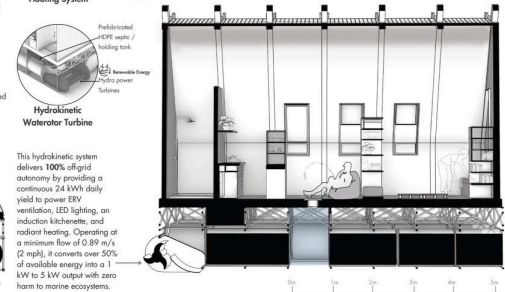 Floating System
Prefabricated
HDPE septic /
holding tank
Renewable Energy
Hydro power
Turbines
Hydrokinetic
Waterotor Turbine
This hydrokinetic system
delivers 100% off-grid
autonomy by providing a
continuous 24 kWh daily
yield to power ERV
ventilation, LED lighting, an
induction kitchenette, and
radiant heating. Operating at
a minimum flow of 0.89 m/s
(2 mph), it converts over 50%
of available energy into a 1
kW to 5 kW output with zero
harm to marine ecosystems.
0m 1m 2m 3m 4m 5m